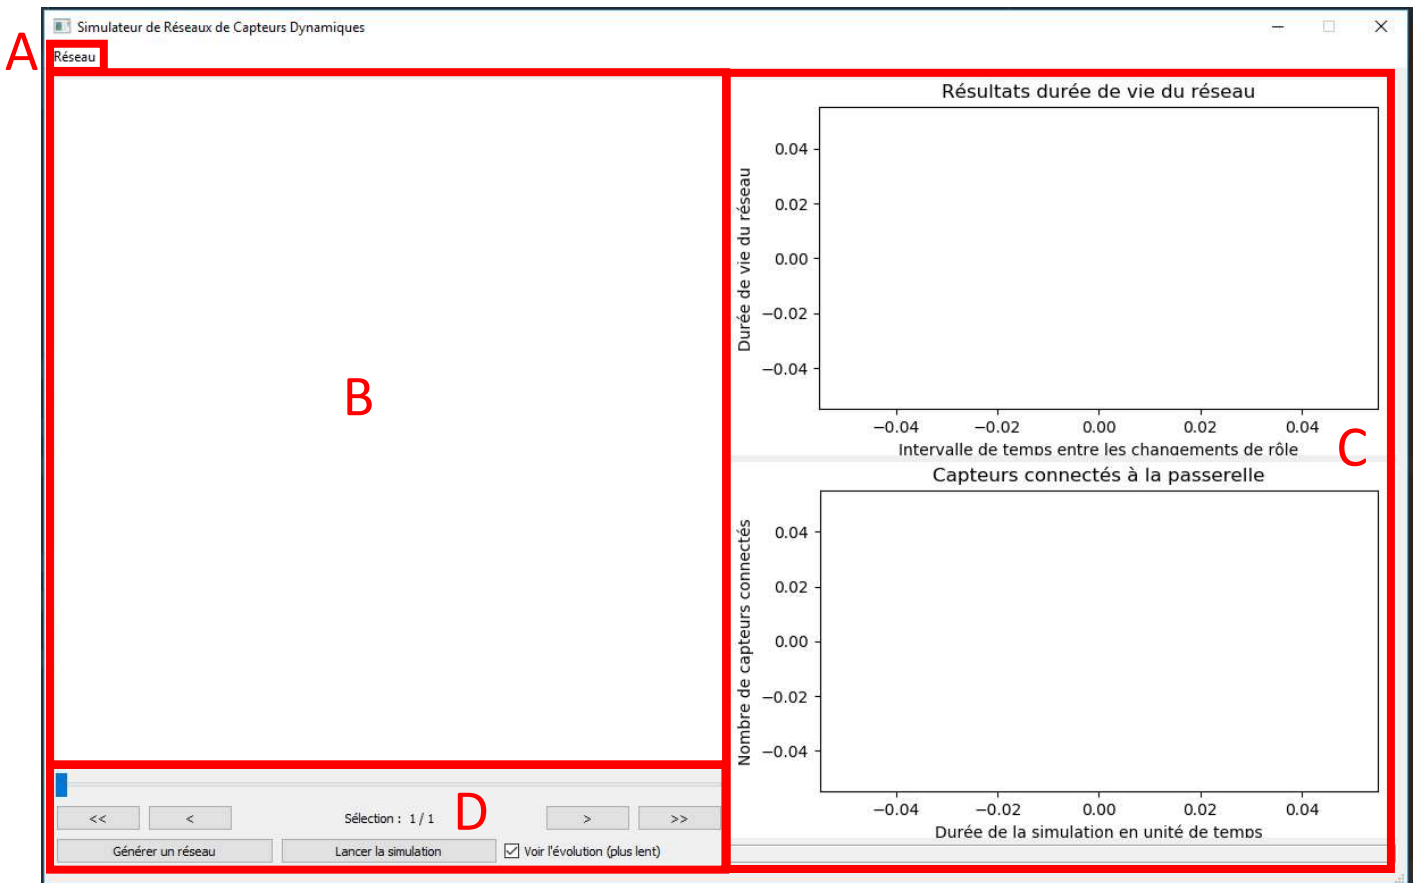 Simulateur de Réseaux de Capteurs Dynamiques
A
Réseau
B
Résultats durée de vie du réseau
Durée de vie du réseau
0.04
0.02
0.00
−0.02
−0.04
−0.04 −0.02 0.00 0.02 0.04
Intervalle de temps entre les changements de rôle
C
Capteurs connectés à la passerelle
Nombre de capteurs connectés
0.04
0.02
0.00
−0.02
−0.04
−0.04 −0.02 0.00 0.02 0.04
Durée de la simulation en unité de temps
<< < Sélection : 1 / 1 D > >>
Générer un réseau Lancer la simulation Voir l'évolution (plus lent)